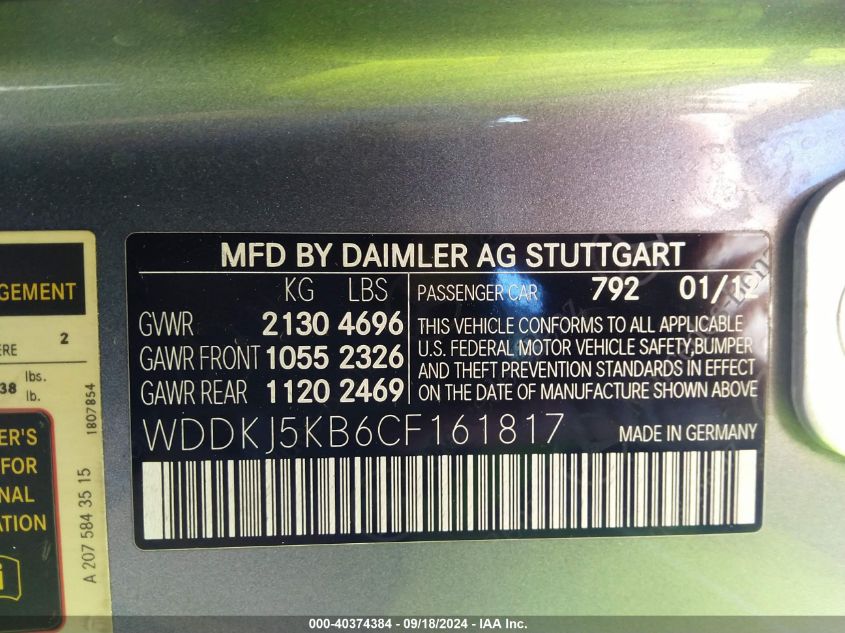 MFD BY DAIMLER AG STUTTGART
KG LBS
GVWR 2130 4696
GAWR FRONT 1055 2326
GAWR REAR 1120 2469
PASSENGER CAR 792 01/12
THIS VEHICLE CONFORMS TO ALL APPLICABLE
U.S. FEDERAL MOTOR VEHICLE SAFETY,BUMPER
AND THEFT PREVENTION STANDARDS IN EFFECT
ON THE DATE OF MANUFACTURE SHOWN ABOVE
WDDKJ5KB6CF161817 MADE IN GERMANY
GEMENT
ERE 2
38 lbs.
lb.
1807854
ER'S
FOR
NAL
ATION
i
A 207 584 35 15
000-40374384 - 09/18/2024 - IAA Inc.